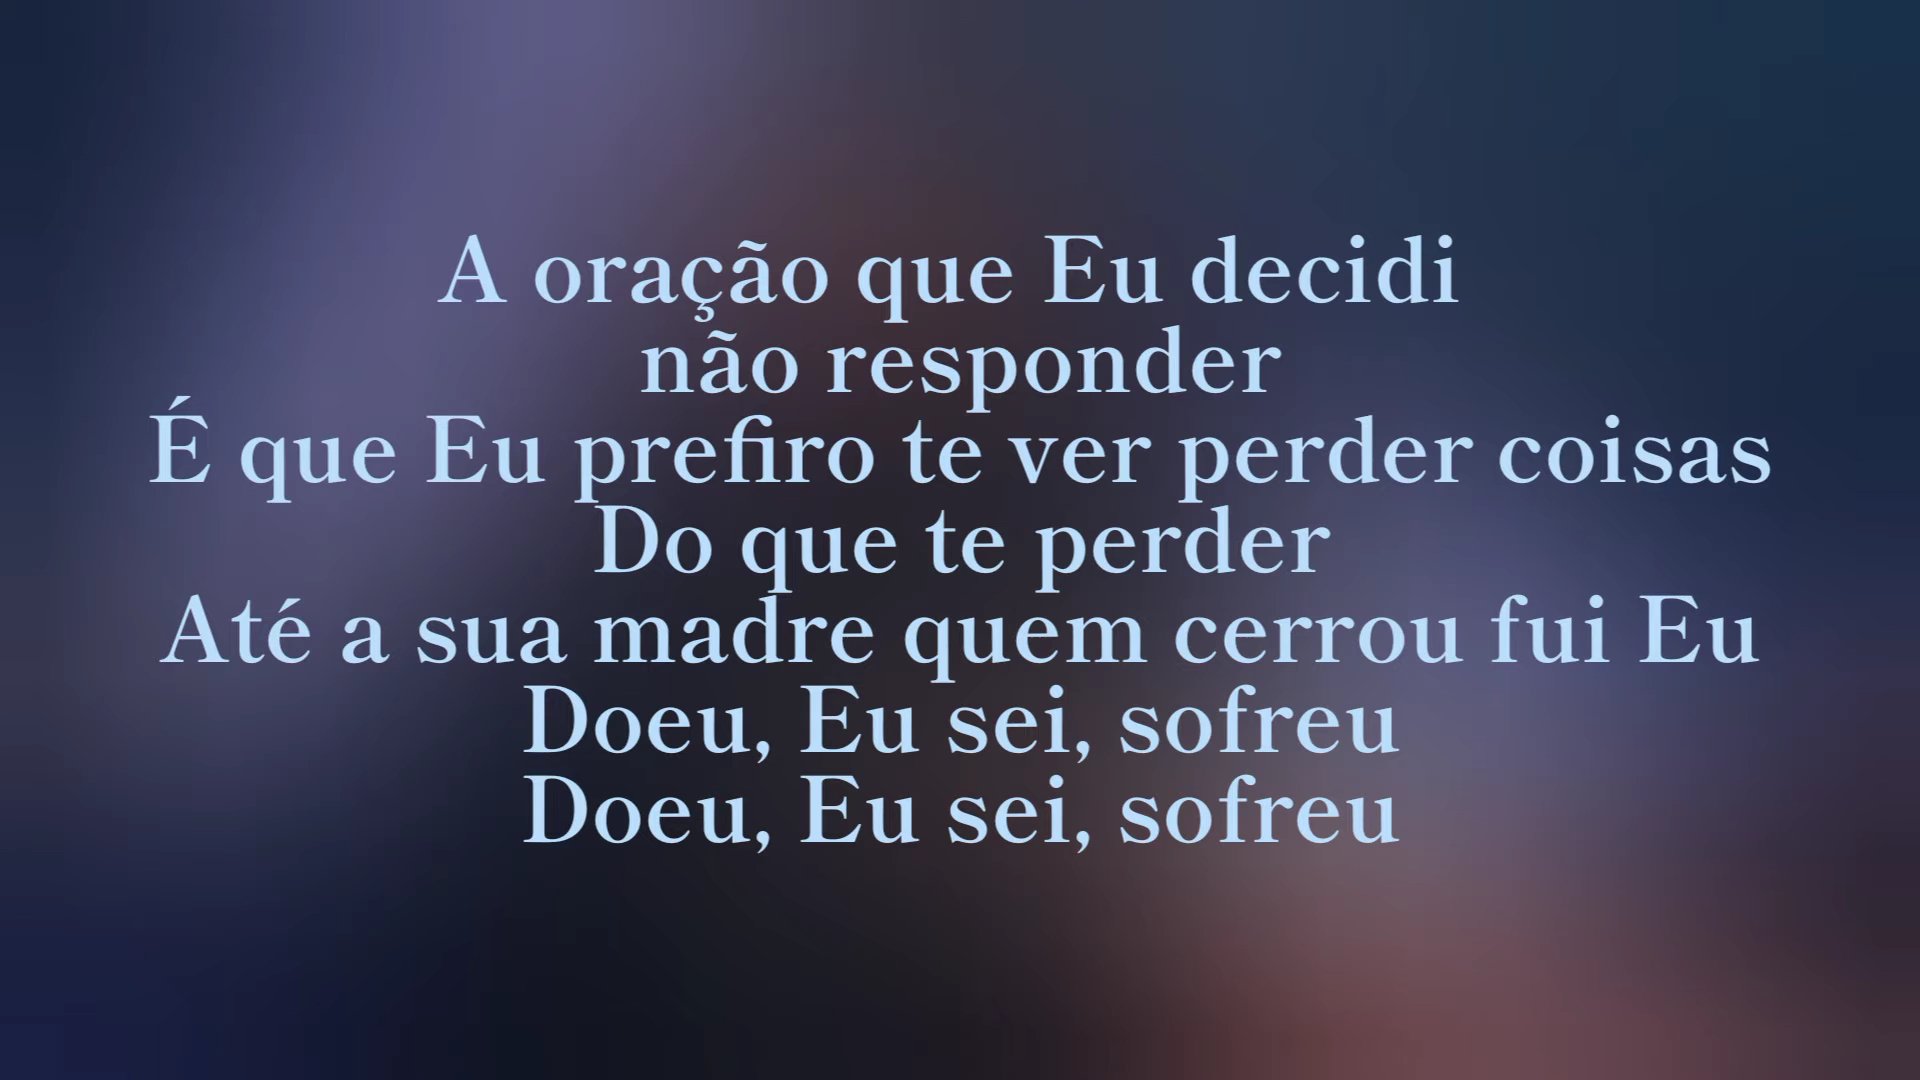 A oração que Eu decidi
não responder
É que Eu prefiro te ver perder coisas
Do que te perder
Até a sua madre quem cerrou fui Eu
Doeu, Eu sei, sofreu
Doeu, Eu sei, sofreu